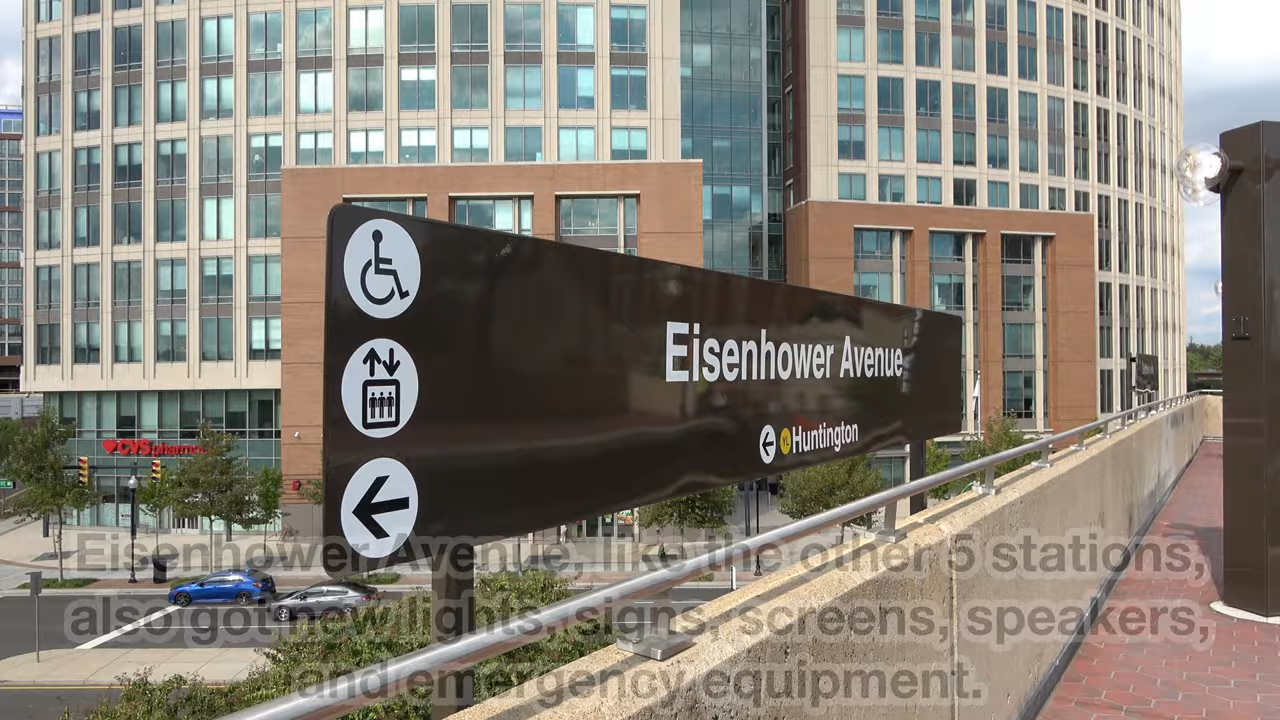 Eisenhower Avenue
YL Huntington
CVS pharmacy
Eisenhower Avenue, like the other 5 stations,
also got new lights, signs, screens, speakers,
and emergency equipment.